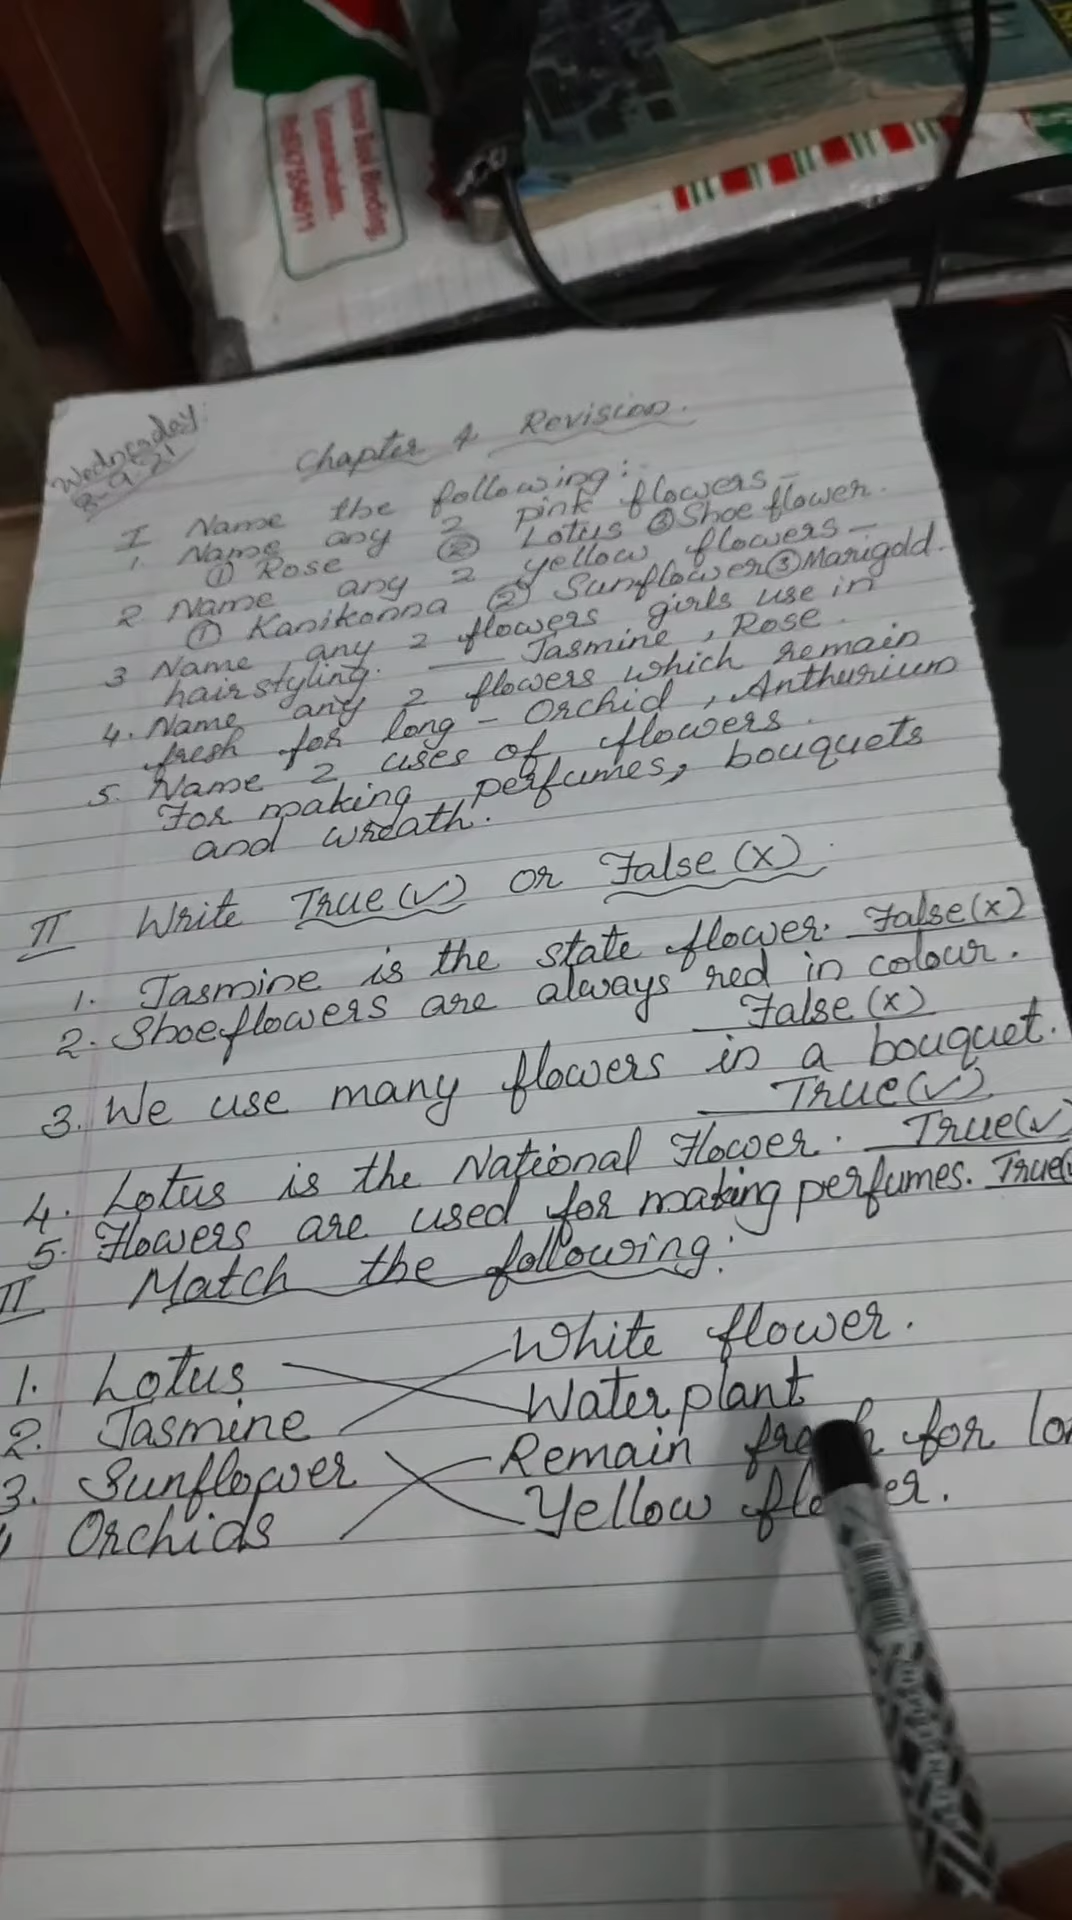 Book Binding,
Wednesday
8-9-21
Chapter 4 Revision.
I Name the following:-
1. Name any 2 pink flowers-
① Rose ② Lotus ③ Shoe flower.
2 Name any 2 yellow flowers-
① Kanikonna ② Sunflower ③ Marigold.
3 Name any 2 flowers girls use in
hairstyling. — Jasmine, Rose.
4. Name any 2 flowers which remain
fresh for long - Orchid, Anthurium
5. Name 2 uses of flowers.
For making perfumes, bouquets
and wreath.
II Write True (✓) or False (x).
1. Jasmine is the state flower. False (x)
2. Shoeflowers are always red in colour.
False (x)
3. We use many flowers in a bouquet.
True (✓)
4. Lotus is the National Flower. True (✓)
5. Flowers are used for making perfumes. True(
II Match the following:
1. Lotus White flower.
2. Jasmine Water plant
3. Sunflower Remain for
Orchids Yellow